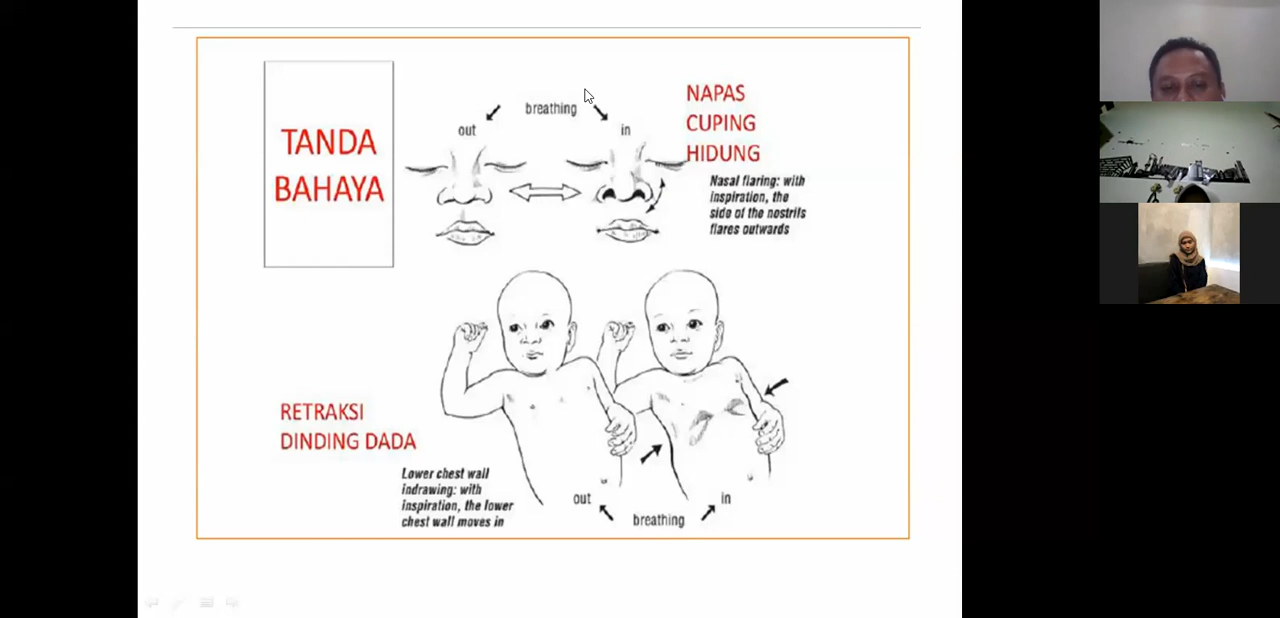 TANDA
BAHAYA
breathing
out
in
NAPAS
CUPING
HIDUNG
Nasal flaring: with
inspiration, the
side of the nostrils
flares outwards
RETRAKSI
DINDING DADA
Lower chest wall
indrawing: with
inspiration, the lower
chest wall moves in
out
in
breathing